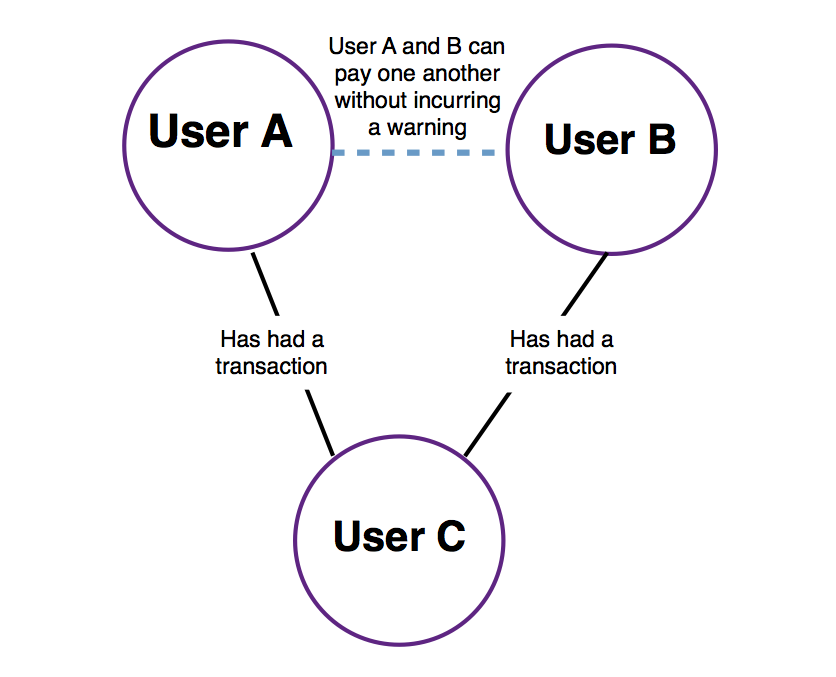 User A and B can
pay one another
without incurring
a warning
User A
User B
Has had a
transaction
Has had a
transaction
User C